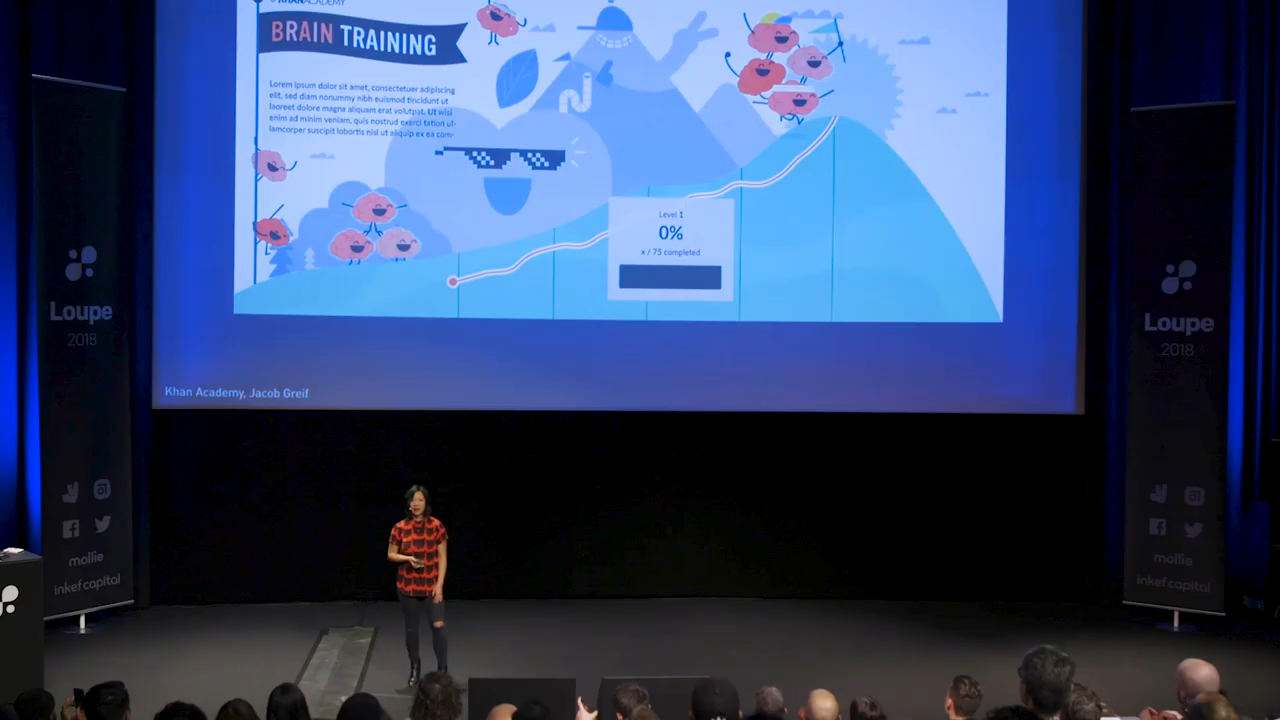 KHANACADEMY
BRAIN TRAINING
Lorem ipsum dolor sit amet, consectetuer adipiscing
elit, sed diam nonummy nibh euismod tincidunt ut
laoreet dolore magna aliquam erat volutpat. Ut wisi
enim ad minim veniam, quis nostrud exerci tation ul-
lamcorper suscipit lobortis nisl ut aliquip ex ea com-
Level 1
0%
x / 75 completed
Khan Academy, Jacob Greif
Loupe
2018
mollie
inkef capital
Loupe
2018
mollie
inkef capital